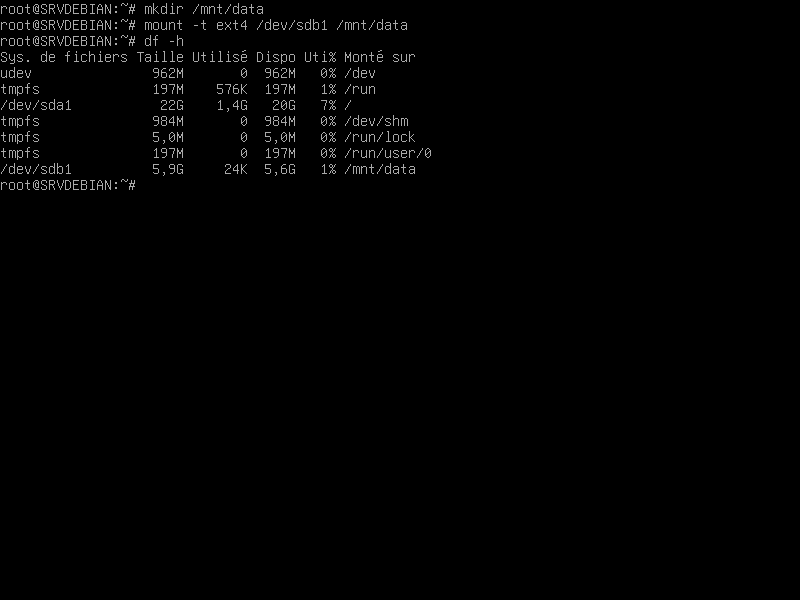 root@SRVDEBIAN:~# mkdir /mnt/data
root@SRVDEBIAN:~# mount -t ext4 /dev/sdb1 /mnt/data
root@SRVDEBIAN:~# df -h
Sys. de fichiers Taille Utilisé Dispo Uti% Monté sur
udev               962M       0  962M   0% /dev
tmpfs              197M    576K  197M   1% /run
/dev/sda1           22G    1,4G   20G   7% /
tmpfs              984M       0  984M   0% /dev/shm
tmpfs              5,0M       0  5,0M   0% /run/lock
tmpfs              197M       0  197M   0% /run/user/0
/dev/sdb1          5,9G     24K  5,6G   1% /mnt/data
root@SRVDEBIAN:~#